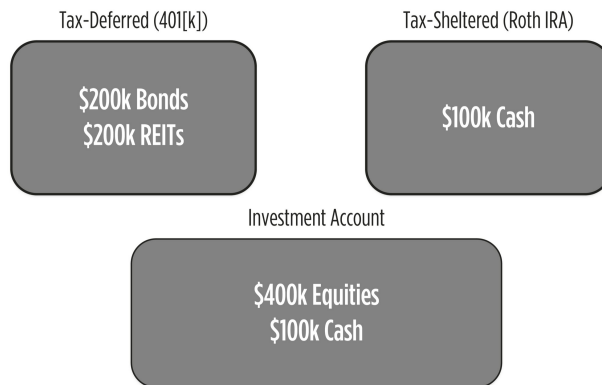 Tax-Deferred (401[k])
$200k Bonds
$200k REITs
Tax-Sheltered (Roth IRA)
$100k Cash
Investment Account
$400k Equities
$100k Cash